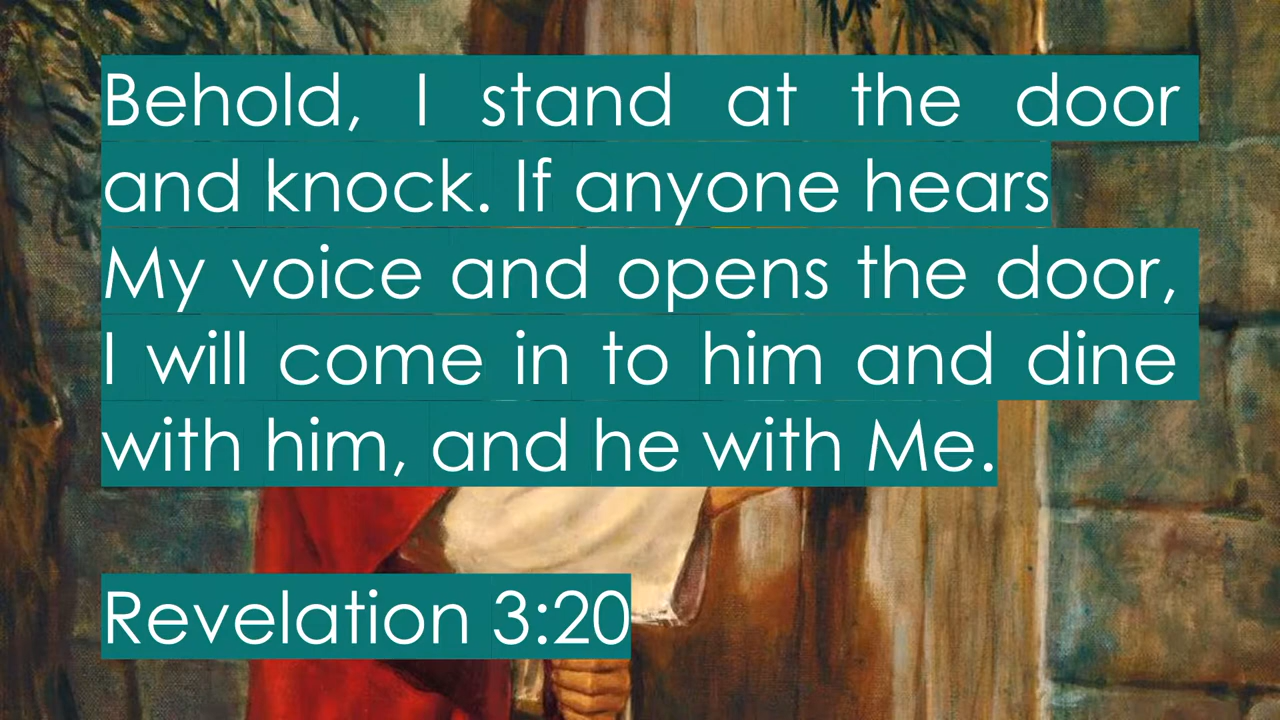 Behold, I stand at the door
and knock. If anyone hears
My voice and opens the door,
I will come in to him and dine
with him, and he with Me.
Revelation 3:20